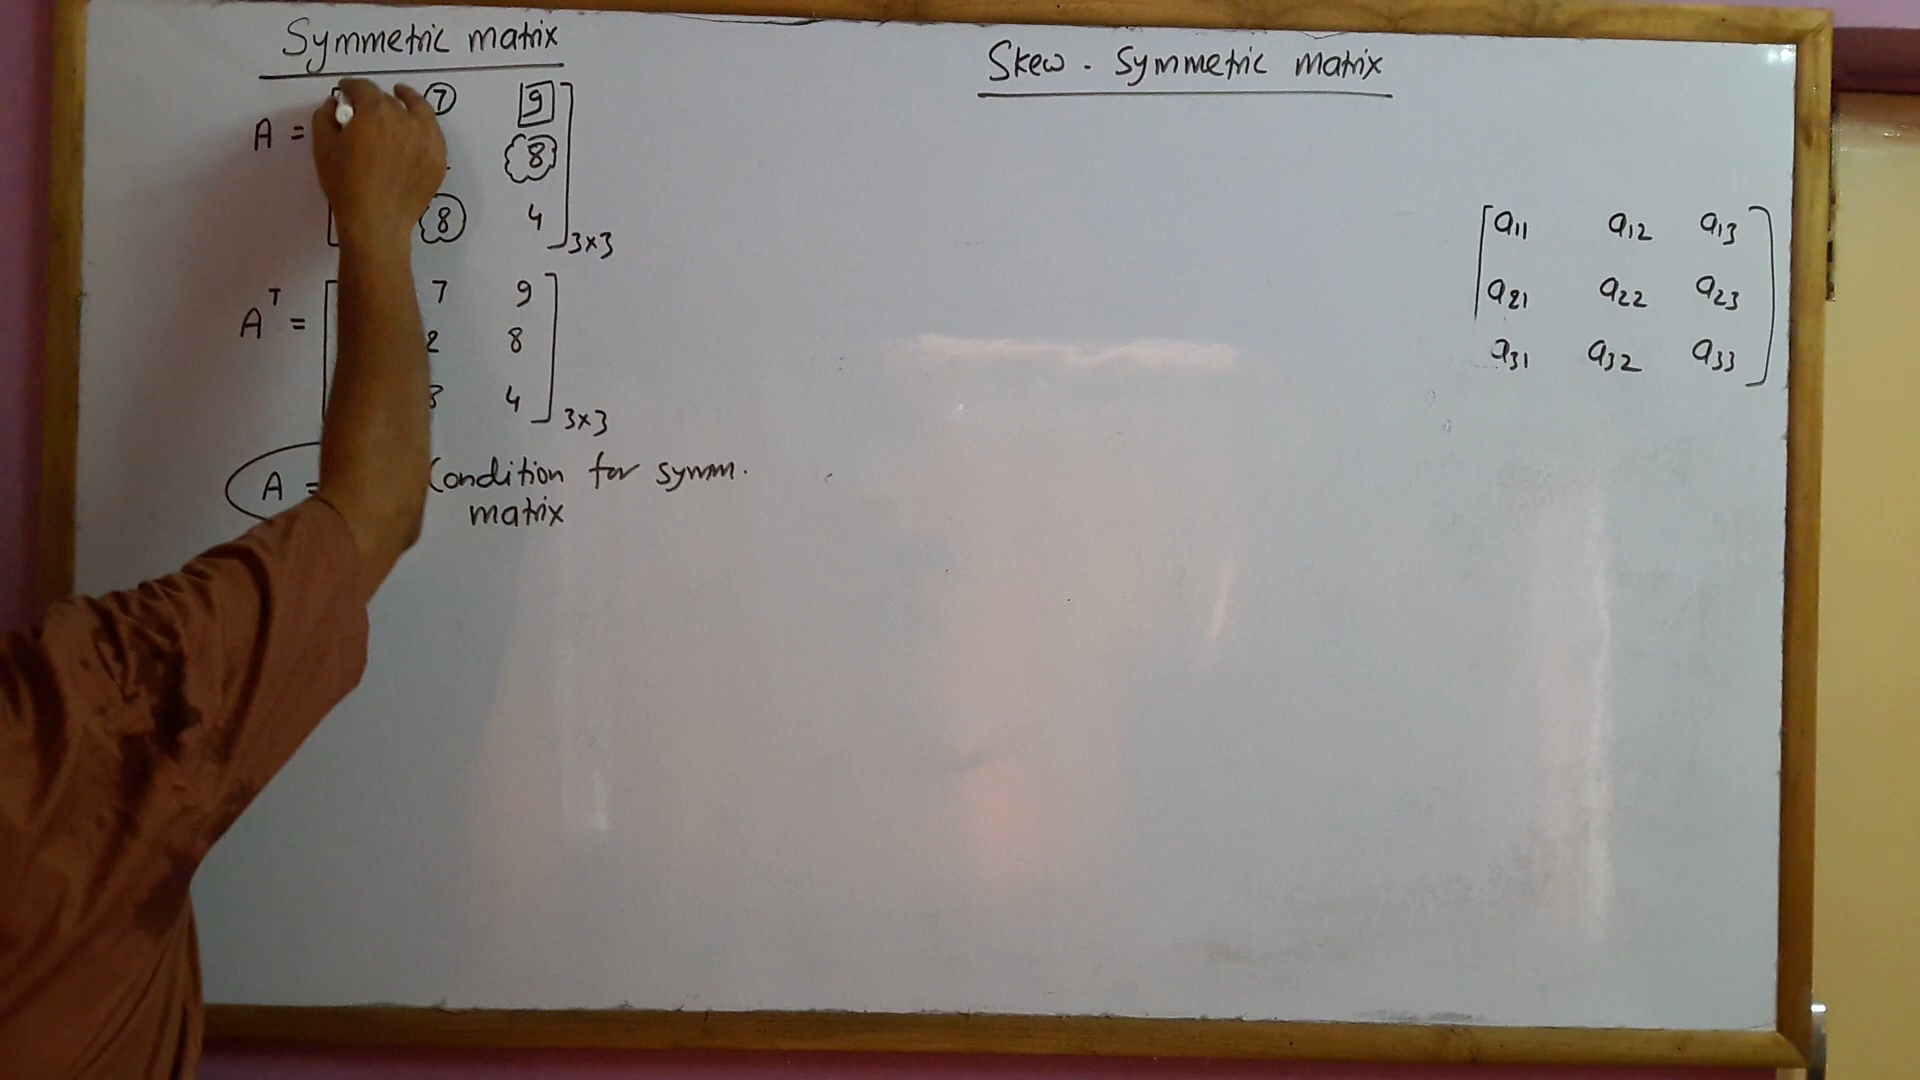 Symmetric matrix
A = 7 9
8
8 4 3×3
Aᵀ = 7 9
2 8
4 3×3
A = Condition for symm.
matrix
Skew - Symmetric matrix
a11 a12 a13
a21 a22 a23
a31 a32 a33